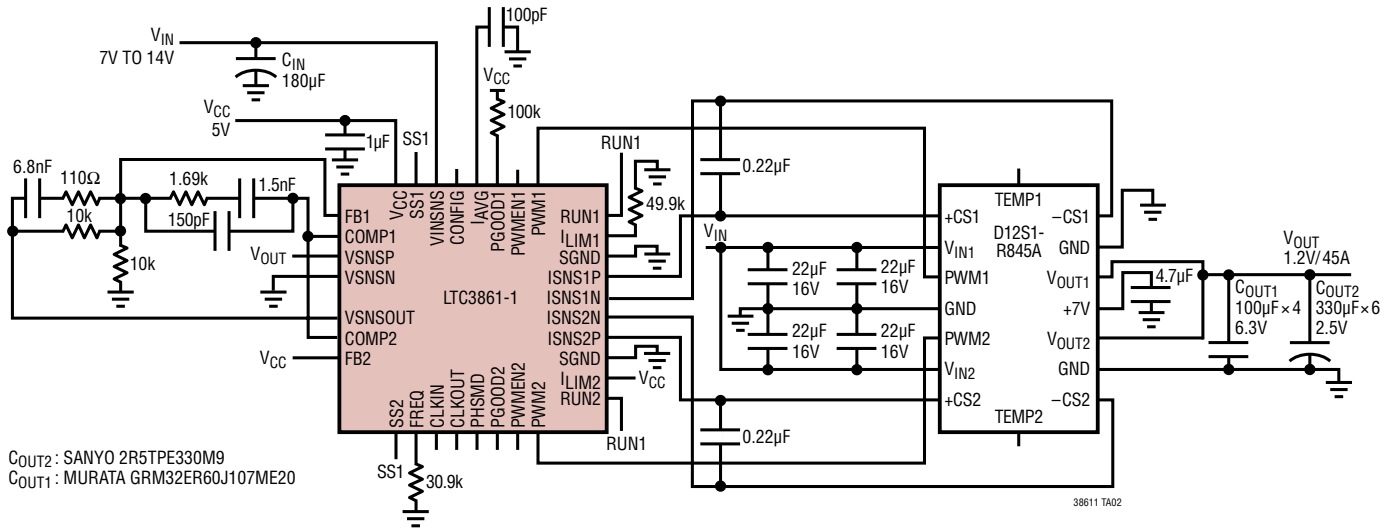 100pF
VIN
7V TO 14V
CIN
180µF
VCC
100k
VCC
5V
1µF
SS1
RUN1
0.22µF
6.8nF
110Ω
1.69k
1.5nF
10k
150pF
10k
49.9k
VCC
SS1
VINSNS
CONFIG
IAVG
PGOOD1
PWMEN1
PWM1
FB1
COMP1
VSNSP
VSNSN
VSNSOUT
COMP2
FB2
VOUT
VCC
LTC3861-1
RUN1
ILIM1
SGND
ISNS1P
ISNS1N
ISNS2N
ISNS2P
SGND
ILIM2
RUN2
VCC
RUN1
SS2
FREQ
CLKIN
CLKOUT
PHSMD
PGOOD2
PWMEN2
PWM2
SS1
30.9k
VIN
22µF
16V
22µF
16V
22µF
16V
22µF
16V
0.22µF
TEMP1
D12S1-
R845A
+CS1
VIN1
PWM1
GND
PWM2
VIN2
+CS2
−CS1
GND
VOUT1
+7V
VOUT2
GND
−CS2
TEMP2
4.7µF
VOUT
1.2V/45A
COUT1
100µF×4
6.3V
COUT2
330µF×6
2.5V
COUT2: SANYO 2R5TPE330M9
COUT1: MURATA GRM32ER60J107ME20
38611 TA02